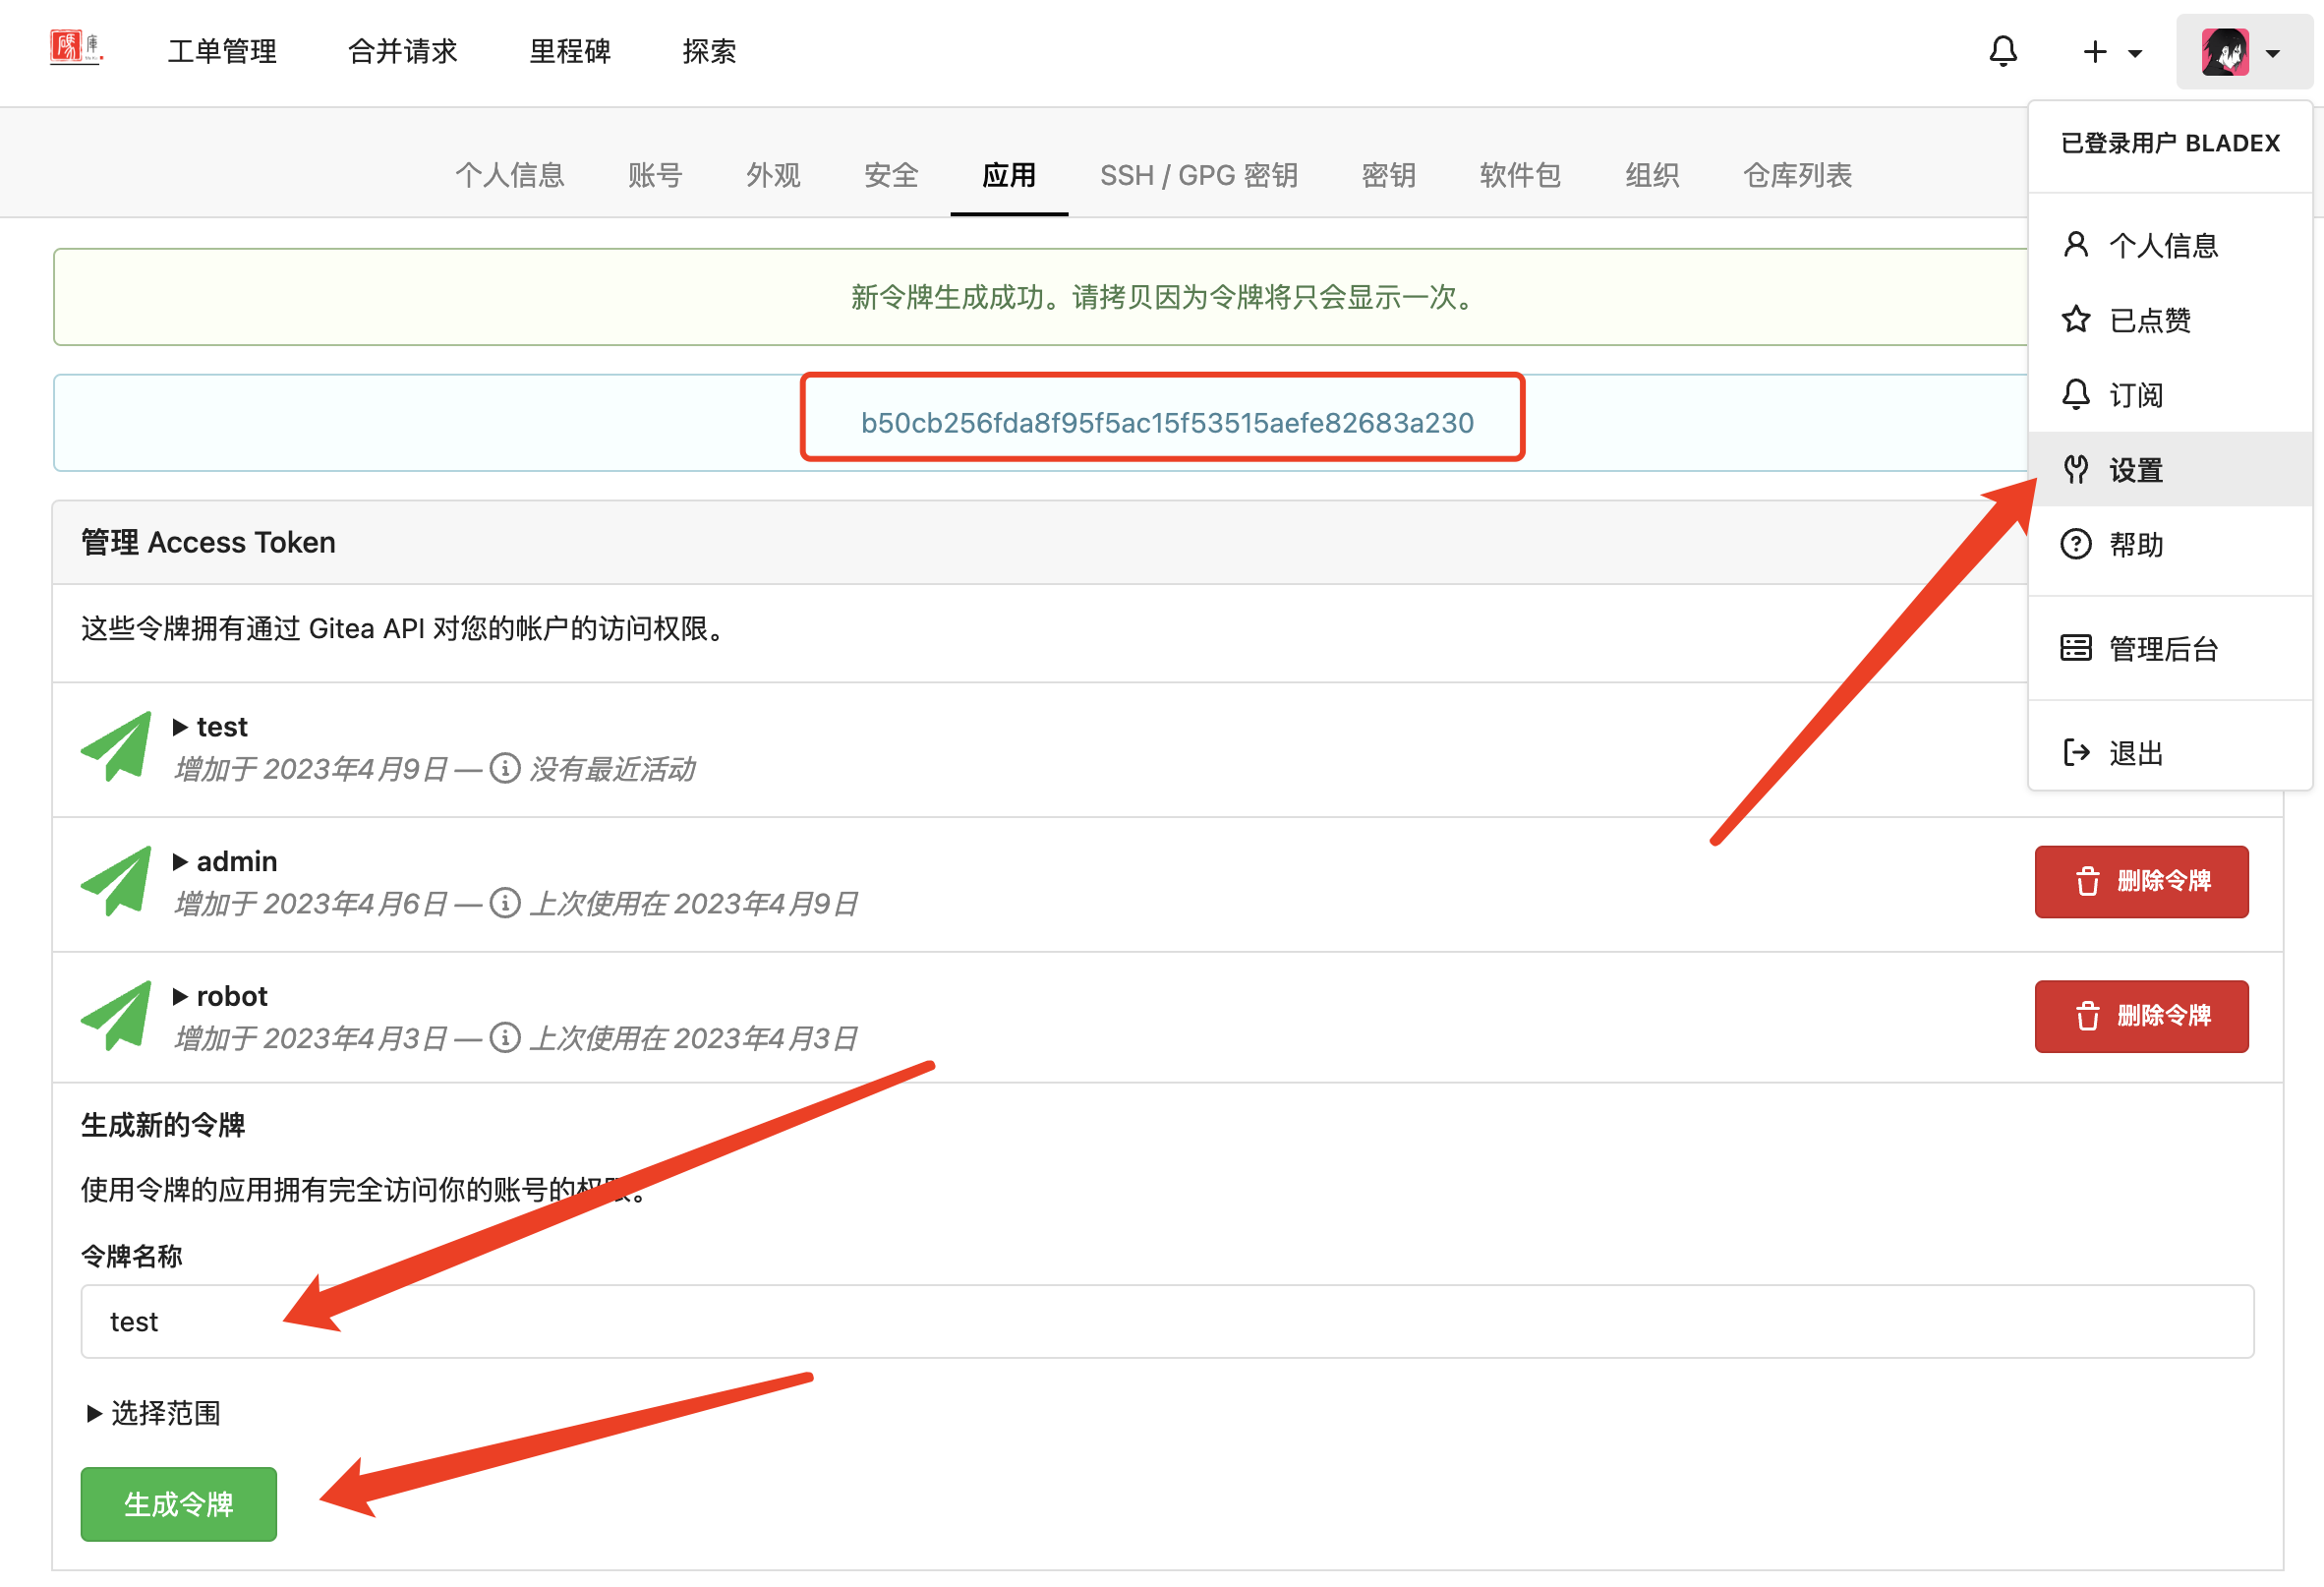 碼 庫
工单管理 合并请求 里程碑 探索
已登录用户 BLADEX
个人信息 账号 外观 安全 应用 SSH / GPG 密钥 密钥 软件包 组织 仓库列表
个人信息
已点赞
订阅
设置
帮助
管理后台
退出
新令牌生成成功。请拷贝因为令牌将只会显示一次。
b50cb256fda8f95f5ac15f53515aefe82683a230
管理 Access Token
这些令牌拥有通过 Gitea API 对您的帐户的访问权限。
test
增加于 2023年4月9日 — 没有最近活动
admin
增加于 2023年4月6日 — 上次使用在 2023年4月9日
删除令牌
robot
增加于 2023年4月3日 — 上次使用在 2023年4月3日
删除令牌
生成新的令牌
使用令牌的应用拥有完全访问你的账号的权限。
令牌名称
test
选择范围
生成令牌